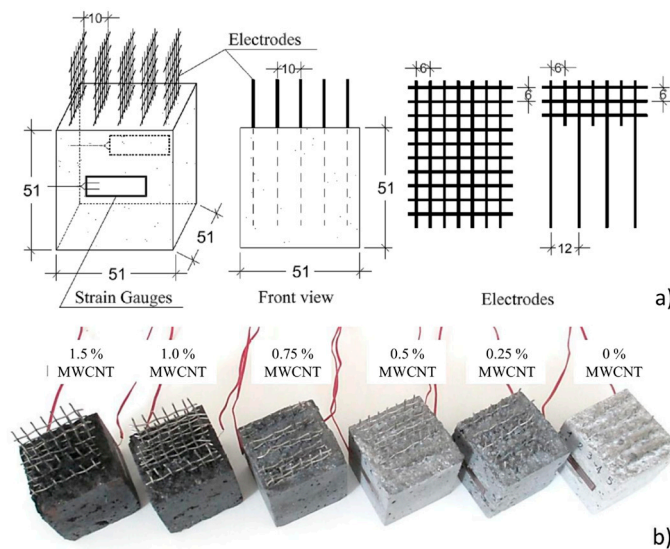 10
Electrodes
10
6
6
6
6
51
51
51
51
51
12
Strain Gauges
Front view
Electrodes
a)
1.5 %
MWCNT
1.0 %
MWCNT
0.75 %
MWCNT
0.5 %
MWCNT
0.25 %
MWCNT
0 %
MWCNT
b)